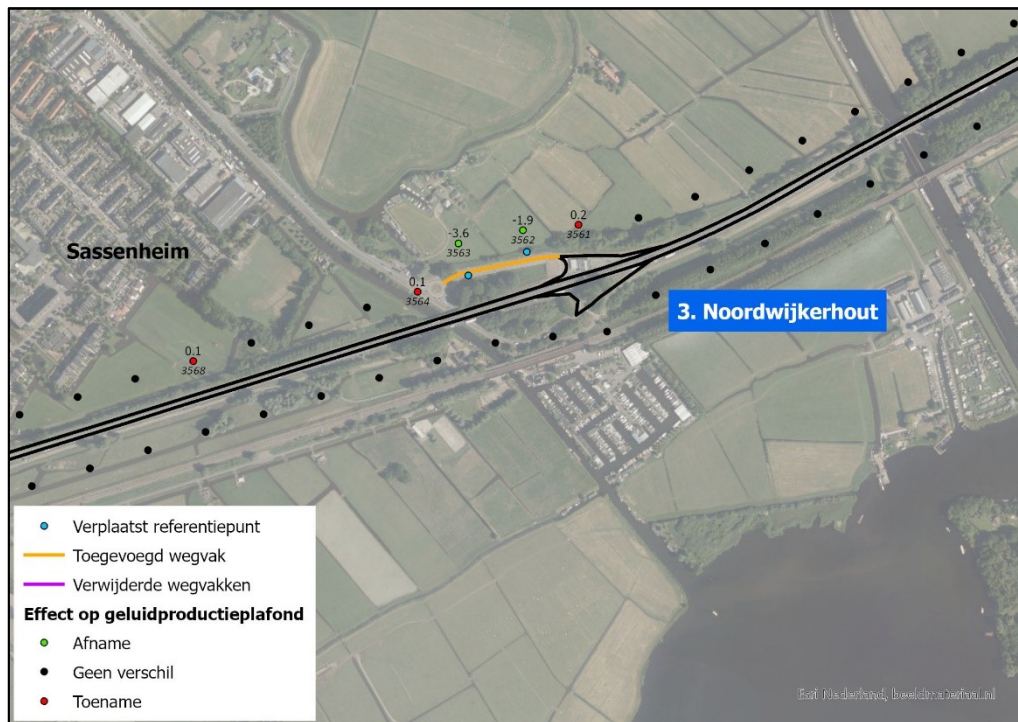 -3.6
3563
-1.9
3562
0.2
3561
Sassenheim
0.1
3564
3. Noordwijkerhout
0.1
3568
Verplaatst referentiepunt
Toegevoegd wegvak
Verwijderde wegvakken
Effect op geluidproductieplafond
Afname
Geen verschil
Toename
Esri Nederland, beeldmateriaal.nl